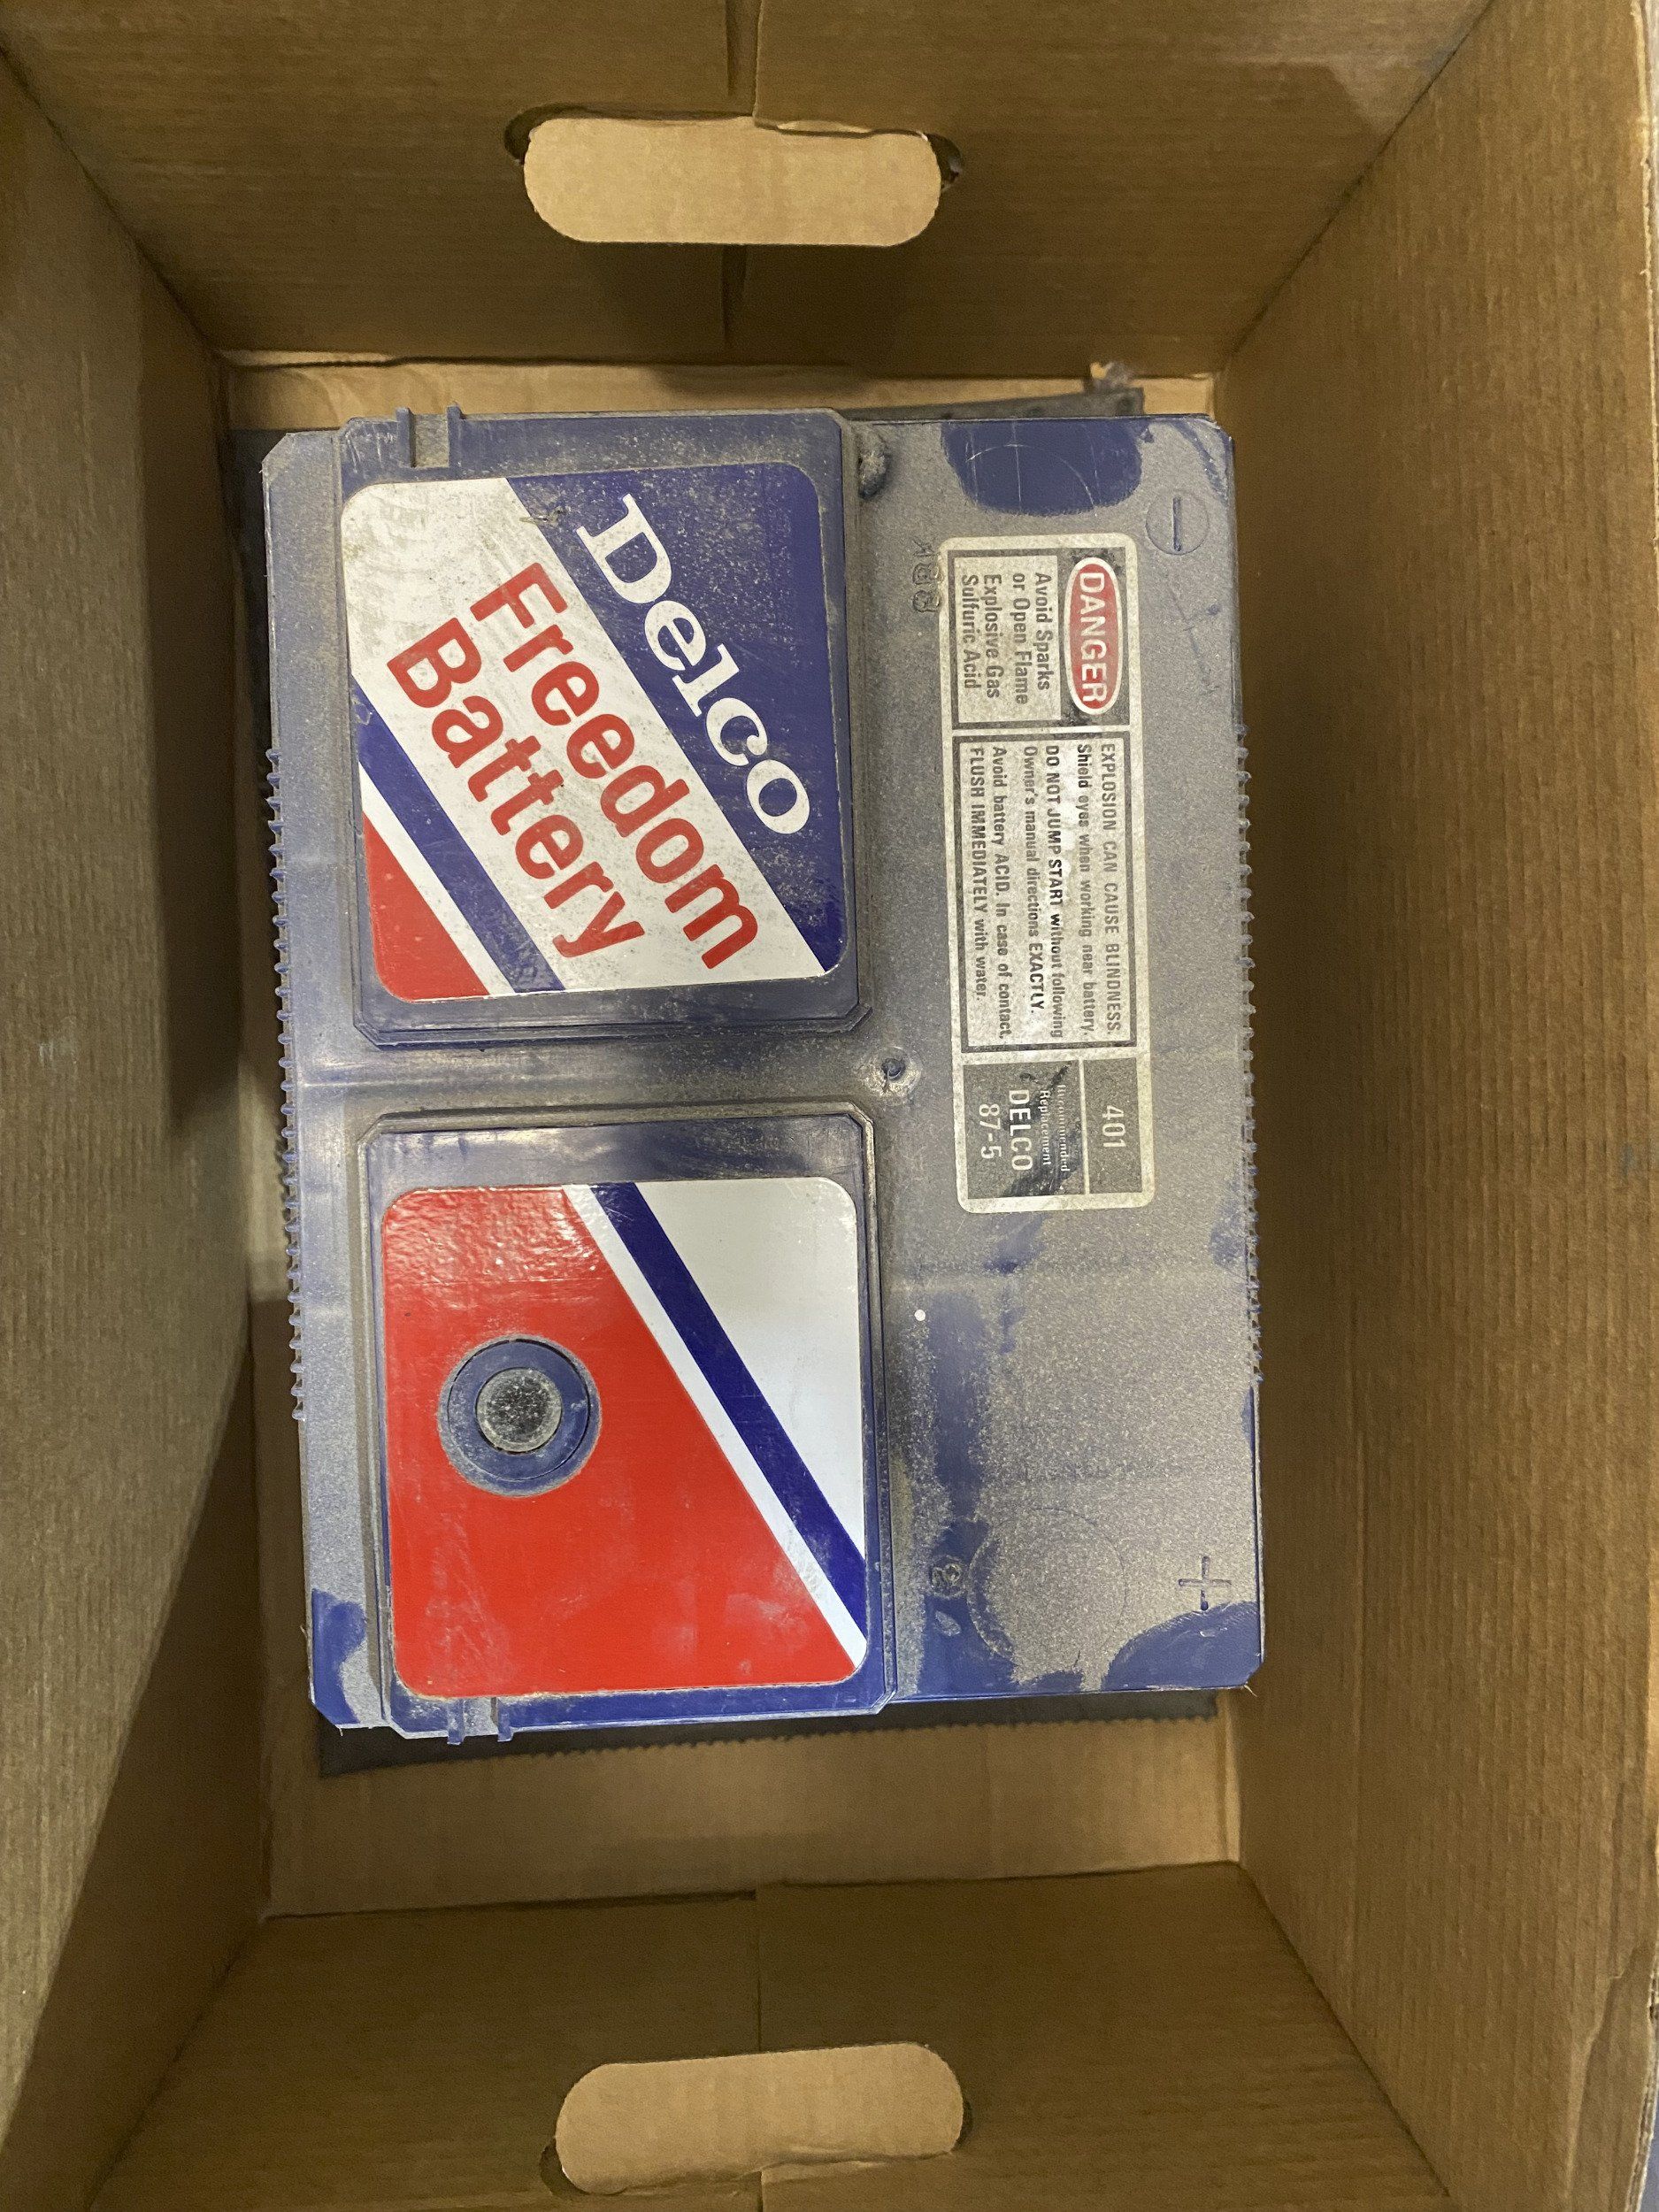 Delco
Freedom
Battery
DANGER
Avoid Sparks
or Open Flame
Explosive Gas
Sulfuric Acid
EXPLOSION CAN CAUSE BLINDNESS.
Shield eyes when working near battery.
DO NOT JUMP START without following
Owner's manual directions EXACTLY.
Avoid battery ACID. In case of contact,
FLUSH IMMEDIATELY with water.
401
Recommended
Replacement
DELCO
87-5
−
+